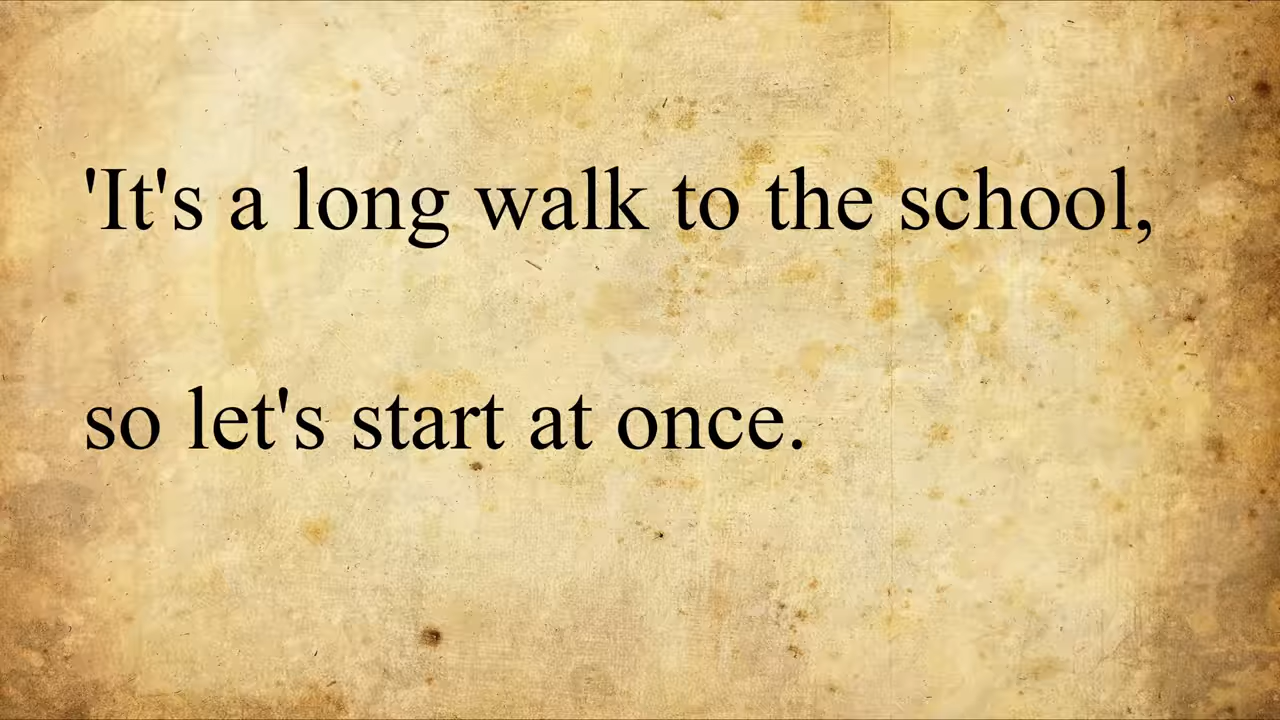 'It's a long walk to the school,
so let's start at once.